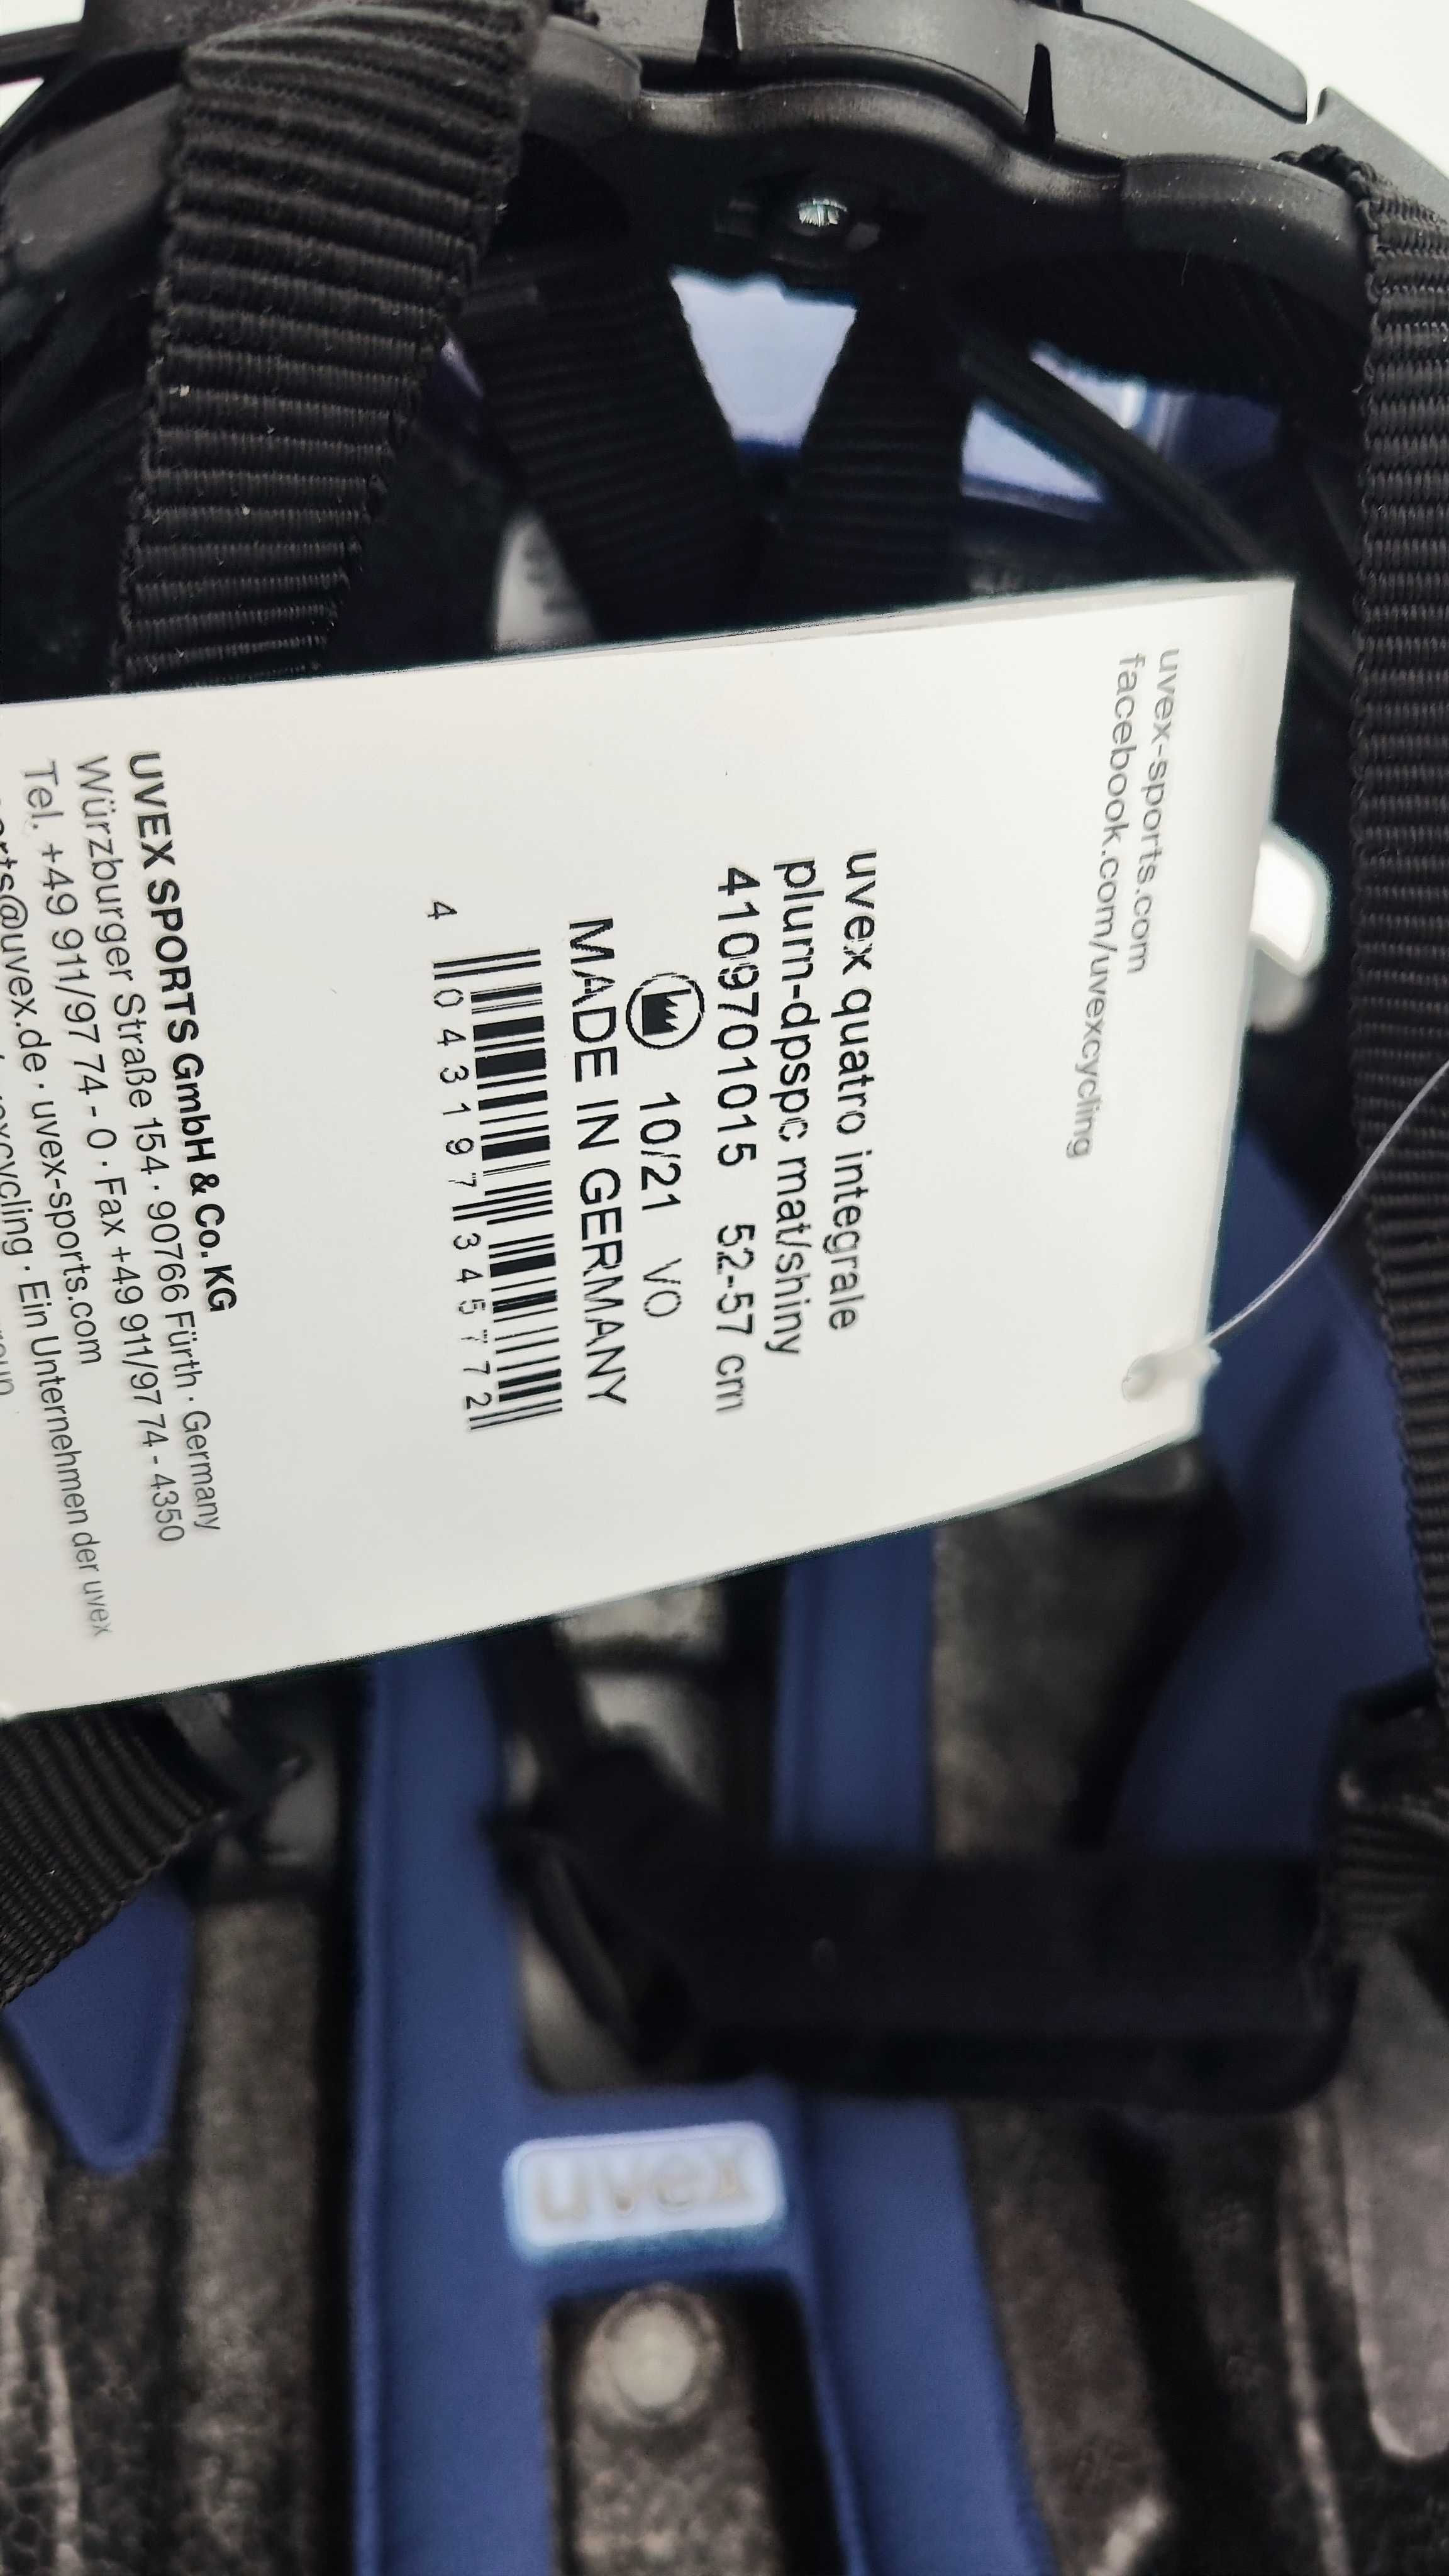 uvex-sports.com
facebook.com/uvexcycling
uvex quatro integrale
plum-dpspc mat/shiny
4109701015 52-57 cm
10/21 VO
MADE IN GERMANY
4 043197 345772
UVEX SPORTS GmbH & Co. KG
Würzburger Straße 154 · 90766 Fürth · Germany
Tel. +49 911/97 74 - 0 · Fax +49 911/97 74 - 4350
@uvex.de · uvex-sports.com
· Ein Unternehmen der uvex
uvex